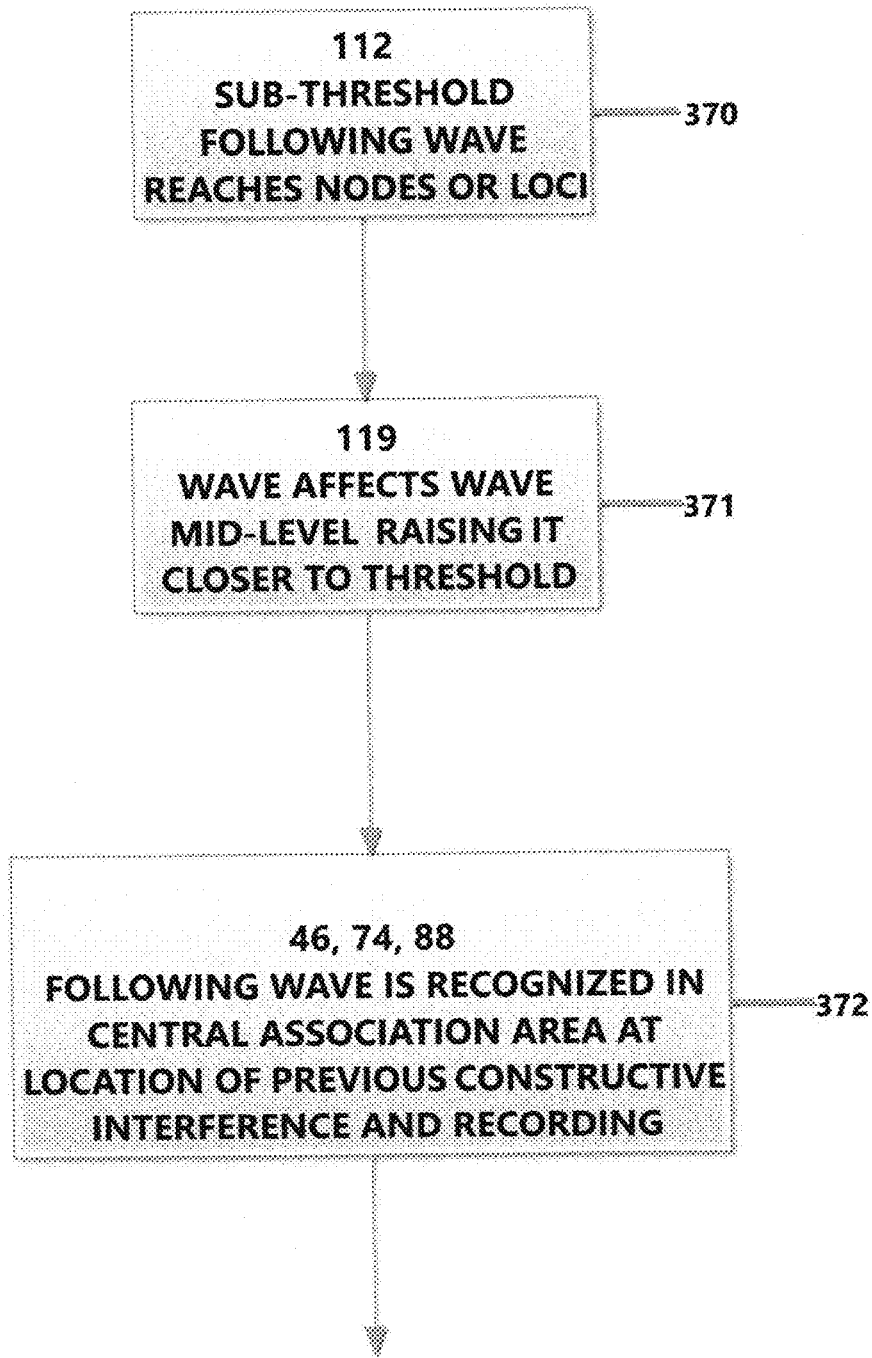 112
SUB-THRESHOLD
FOLLOWING WAVE
REACHES NODES OR LOCI
370
119
WAVE AFFECTS WAVE
MID-LEVEL RAISING IT
CLOSER TO THRESHOLD
371
46, 74, 88
FOLLOWING WAVE IS RECOGNIZED IN
CENTRAL ASSOCIATION AREA AT
LOCATION OF PREVIOUS CONSTRUCTIVE
INTERFERENCE AND RECORDING
372